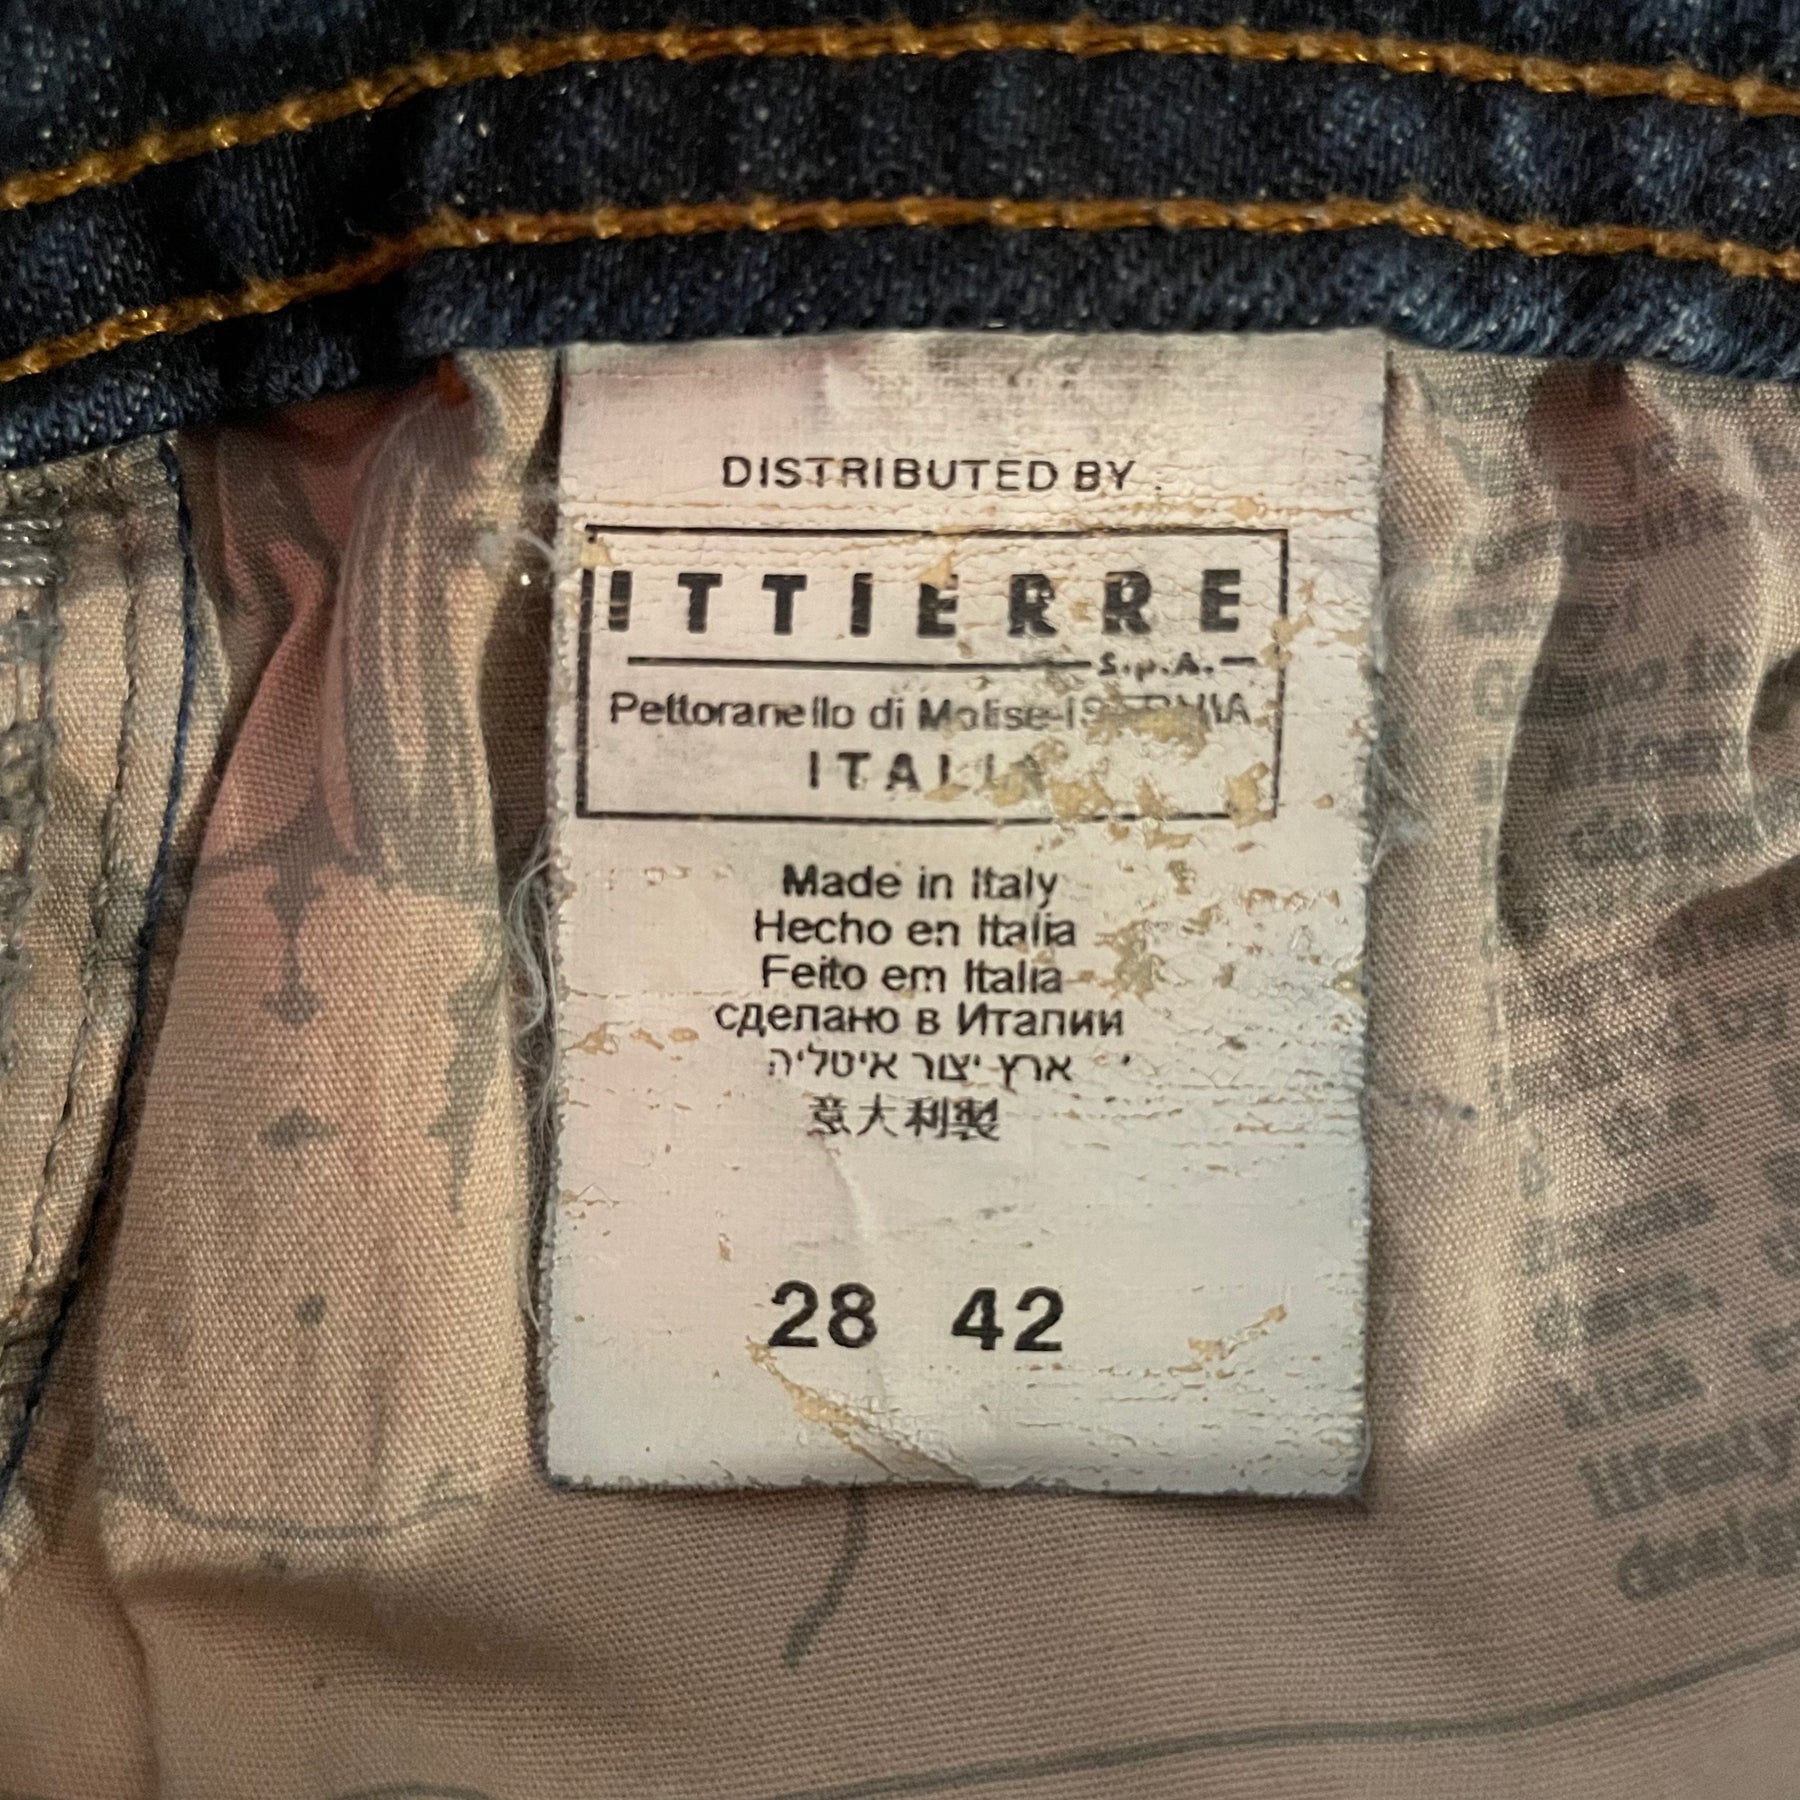 DISTRIBUTED BY
ITTIERRE
S.p.A.
Pettoranello di Molise-ISERNIA
ITALIA
Made in Italy
Hecho en Italia
Feito em Italia
сделано в Италии
ארץ יצור איטליה
意大利製
28 42
design